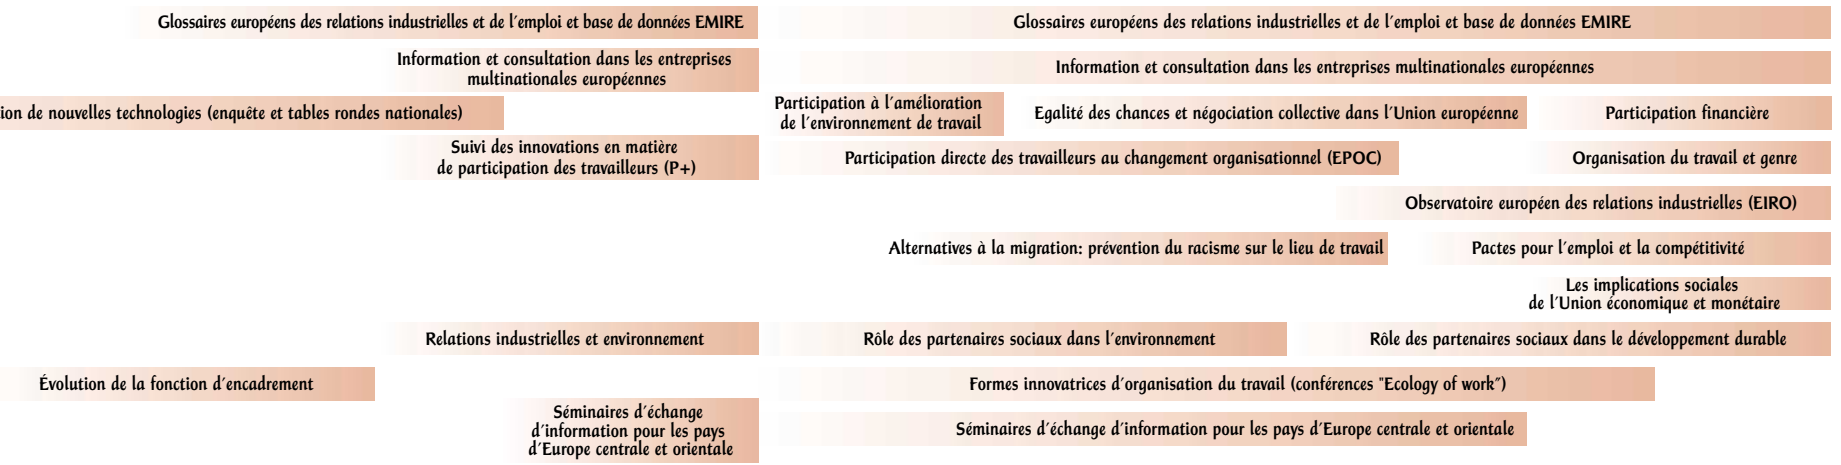 Glossaires européens des relations industrielles et de l'emploi et base de données EMIRE
Glossaires européens des relations industrielles et de l'emploi et base de données EMIRE
Information et consultation dans les entreprises
multinationales européennes
Information et consultation dans les entreprises multinationales européennes
de nouvelles technologies (enquête et tables rondes nationales)
Participation à l'amélioration
de l'environnement de travail
Egalité des chances et négociation collective dans l'Union européenne
Participation financière
Suivi des innovations en matière
de participation des travailleurs (P+)
Participation directe des travailleurs au changement organisationnel (EPOC)
Organisation du travail et genre
Observatoire européen des relations industrielles (EIRO)
Alternatives à la migration: prévention du racisme sur le lieu de travail
Pactes pour l'emploi et la compétitivité
Les implications sociales
de l'Union économique et monétaire
Relations industrielles et environnement
Rôle des partenaires sociaux dans l'environnement
Rôle des partenaires sociaux dans le développement durable
Évolution de la fonction d'encadrement
Formes innovatrices d'organisation du travail (conférences "Ecology of work")
Séminaires d'échange
d'information pour les pays
d'Europe centrale et orientale
Séminaires d'échange d'information pour les pays d'Europe centrale et orientale